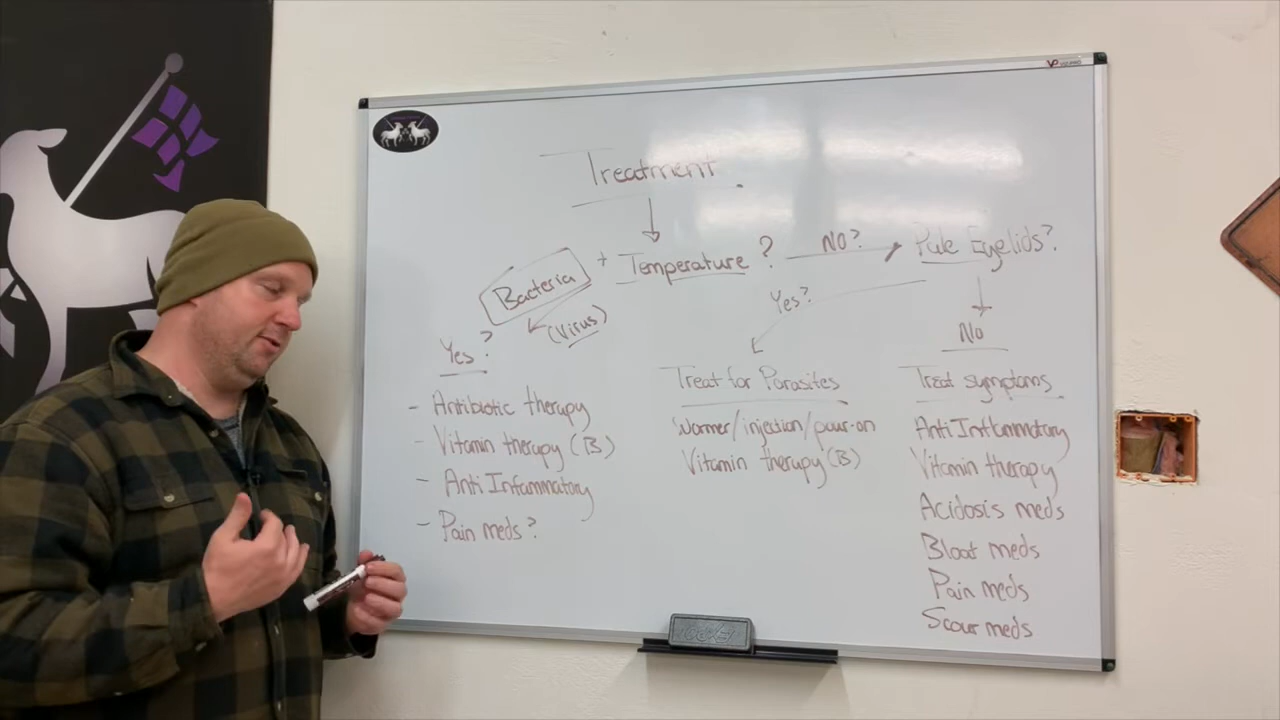 Treatment
Temperature?
NO?
Pale Eyelids?
+
Bacteria
(Virus)
Yes?
- Antibiotic therapy
- Vitamin therapy (B)
- Anti Inflammatory
- Pain meds?
Yes?
Treat for Parasites
Wormer/injection/pour-on
Vitamin therapy (B)
No
Treat symptoms
Anti Inflammatory
Vitamin therapy
Acidosis meds
Bloat meds
Pain meds
Scour meds